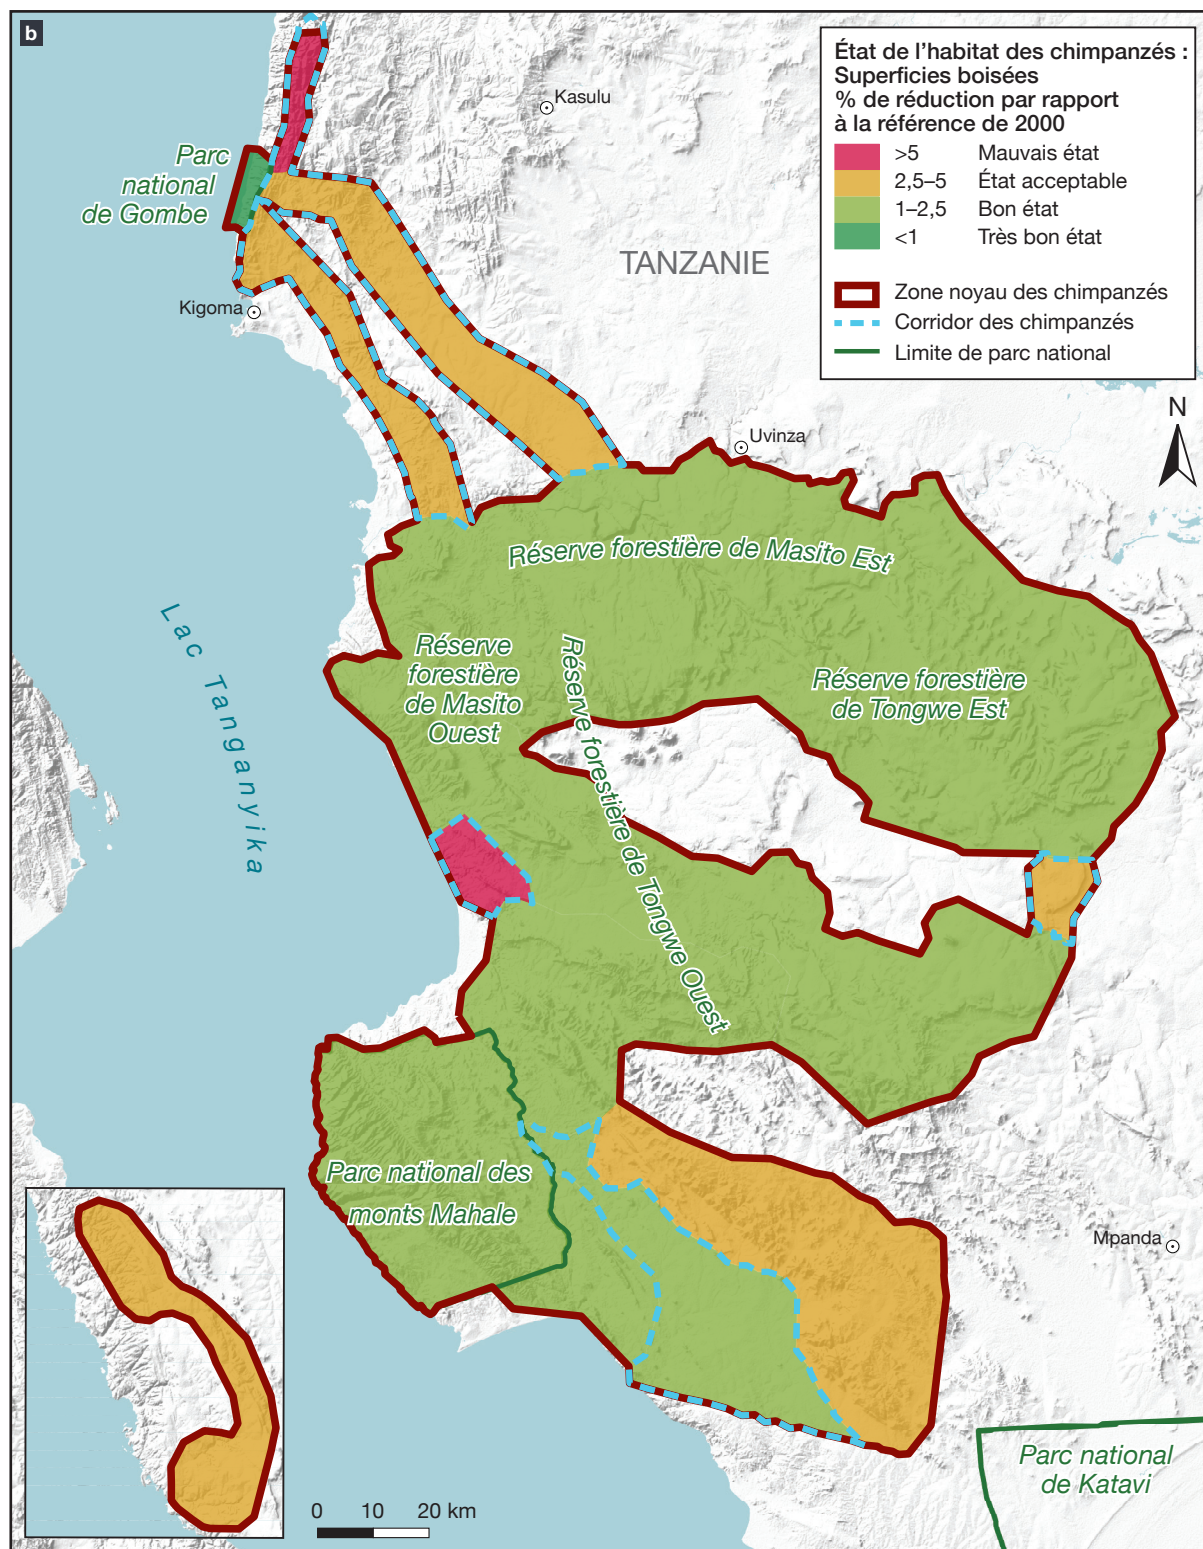 b
État de l’habitat des chimpanzés :
Superficies boisées
% de réduction par rapport
à la référence de 2000
>5 Mauvais état
2,5–5 État acceptable
1–2,5 Bon état
<1 Très bon état
Zone noyau des chimpanzés
Corridor des chimpanzés
Limite de parc national
Kasulu
Parc
national
de Gombe
TANZANIE
Kigoma
N
Uvinza
Réserve forestière de Masito Est
Lac Tanganyika
Réserve
forestière
de Masito
Ouest
Réserve forestière de Tongwe Ouest
Réserve forestière
de Tongwe Est
Parc national des
monts Mahale
Mpanda
Parc national
de Katavi
0 10 20 km